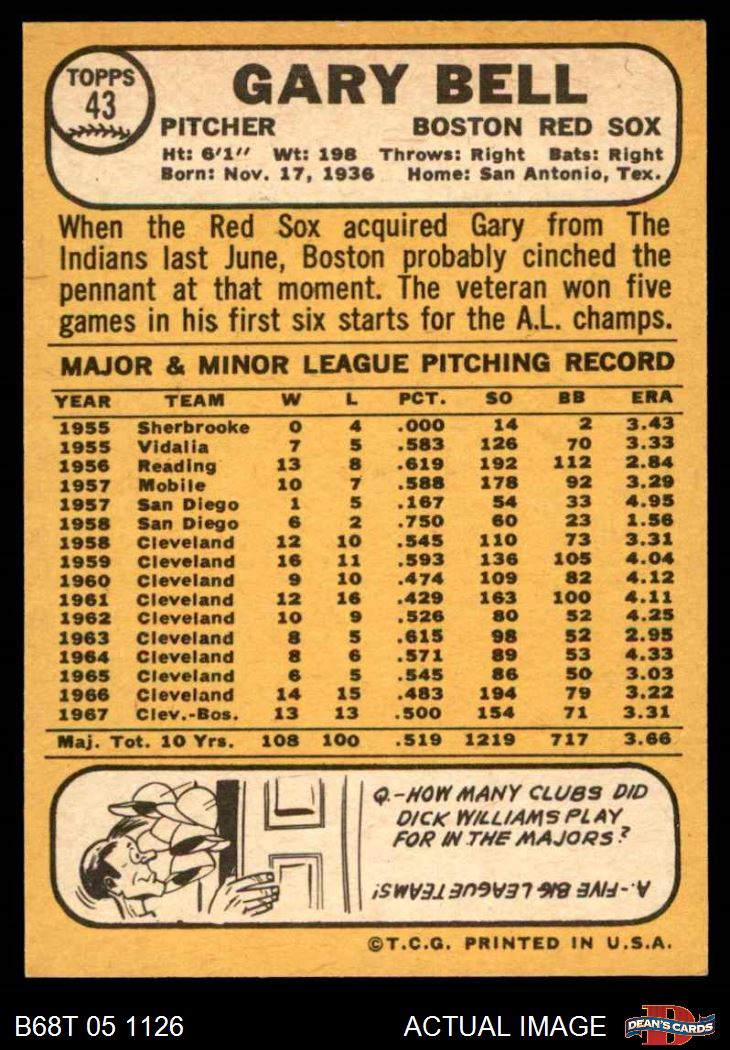 TOPPS
43
GARY BELL
PITCHER BOSTON RED SOX
Ht: 6'1" Wt: 198 Throws: Right Bats: Right
Born: Nov. 17, 1936 Home: San Antonio, Tex.
When the Red Sox acquired Gary from The
Indians last June, Boston probably cinched the
pennant at that moment. The veteran won five
games in his first six starts for the A.L. champs.
MAJOR & MINOR LEAGUE PITCHING RECORD
YEAR TEAM W L PCT. SO BB ERA
1955 Sherbrooke 0 4 .000 14 2 3.43
1955 Vidalia 7 5 .583 126 70 3.33
1956 Reading 13 8 .619 192 112 2.84
1957 Mobile 10 7 .588 178 92 3.29
1957 San Diego 1 5 .167 54 33 4.95
1958 San Diego 6 2 .750 60 23 1.56
1958 Cleveland 12 10 .545 110 73 3.31
1959 Cleveland 16 11 .593 136 105 4.04
1960 Cleveland 9 10 .474 109 82 4.12
1961 Cleveland 12 16 .429 163 100 4.11
1962 Cleveland 10 9 .526 80 52 4.25
1963 Cleveland 8 5 .615 98 52 2.95
1964 Cleveland 8 6 .571 89 53 4.33
1965 Cleveland 6 5 .545 86 50 3.03
1966 Cleveland 14 15 .483 194 79 3.22
1967 Clev.-Bos. 13 13 .500 154 71 3.31
Maj. Tot. 10 Yrs. 108 100 .519 1219 717 3.66
Q.-HOW MANY CLUBS DID
DICK WILLIAMS PLAY
FOR IN THE MAJORS?
A.-FIVE BIG LEAGUE TEAMS!
©T.C.G. PRINTED IN U.S.A.
B68T 05 1126 ACTUAL IMAGE
D
DEAN'S CARDS